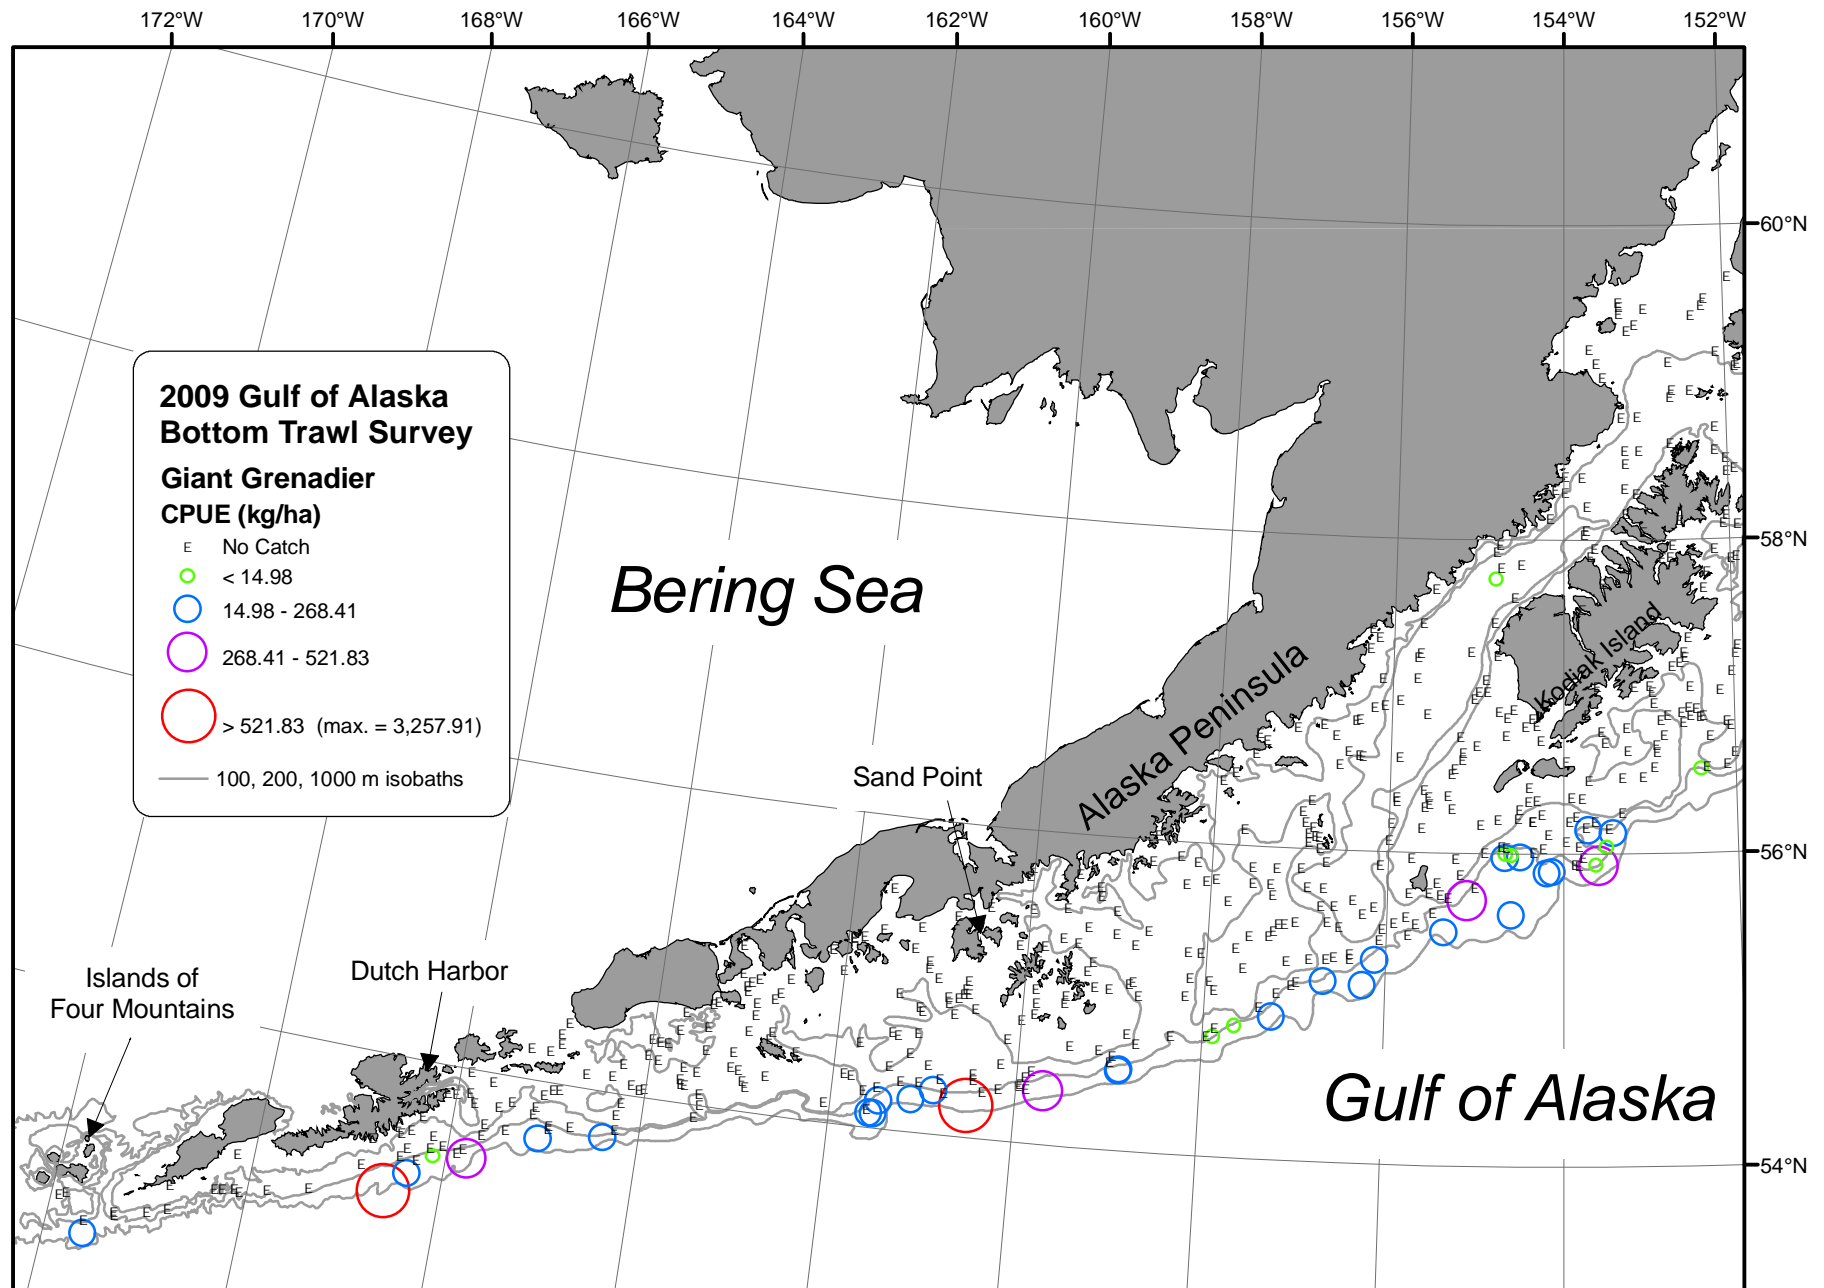 172°W 170°W 168°W 166°W 164°W 162°W 160°W 158°W 156°W 154°W 152°W
60°N
2009 Gulf of Alaska
Bottom Trawl Survey
Giant Grenadier
CPUE (kg/ha)
E No Catch
< 14.98
14.98 - 268.41
268.41 - 521.83
> 521.83 (max. = 3,257.91)
100, 200, 1000 m isobaths
58°N
Bering Sea
Kodiak Island
Alaska Peninsula
Sand Point
56°N
Islands of
Four Mountains
Dutch Harbor
Gulf of Alaska
54°N